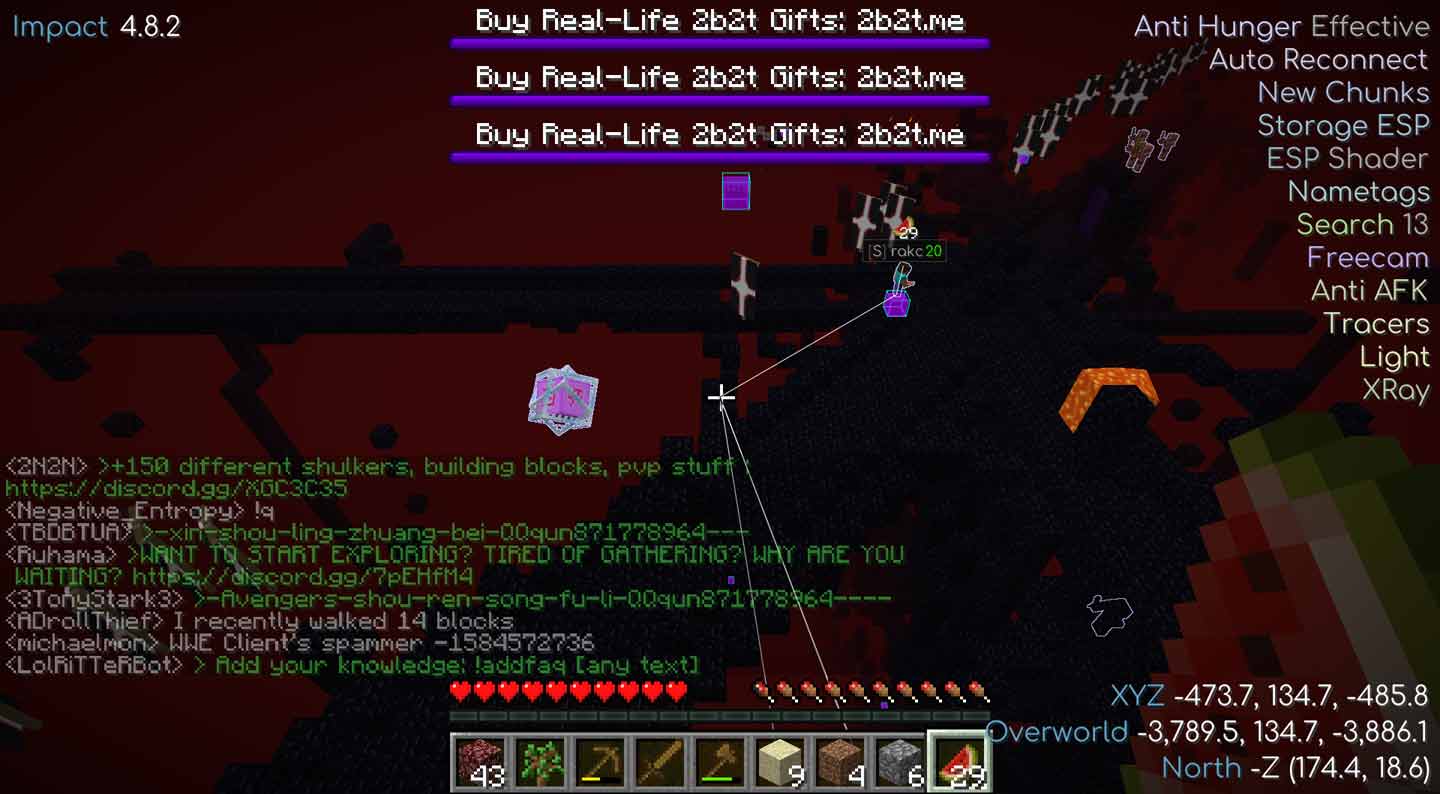 Impact 4.8.2
Buy Real-Life 2b2t Gifts: 2b2t.me
Buy Real-Life 2b2t Gifts: 2b2t.me
Buy Real-Life 2b2t Gifts: 2b2t.me
Anti Hunger Effective
Auto Reconnect
New Chunks
Storage ESP
ESP Shader
Nametags
Search 13
Freecam
Anti AFK
Tracers
Light
XRay
29
[S] rakc 20
<2N2N> >+150 different shulkers, building blocks, pvp stuff !
https://discord.gg/XGC3C35
<Negative_Entropy> !q
<TBDBTUA> >-xin-shou-ling-zhuang-bei-QQqun871778964---
<Ruhama> >WANT TO START EXPLORING? TIRED OF GATHERING? WHY ARE YOU
WAITING? https://discord.gg/7pEHfM4
<3TonyStark3> >-Avengers-shou-ren-song-fu-li-QQqun871778964----
<ADrollThief> I recently walked 14 blocks
<michaelmon> WWE Client's spammer -1584572736
<LolRiTTeRBot> > Add your knowledge: !addfaq [any text]
XYZ -473.7, 134.7, -485.8
Overworld -3,789.5, 134.7, -3,886.1
North -Z (174.4, 18.6)
43
9
4
6
29